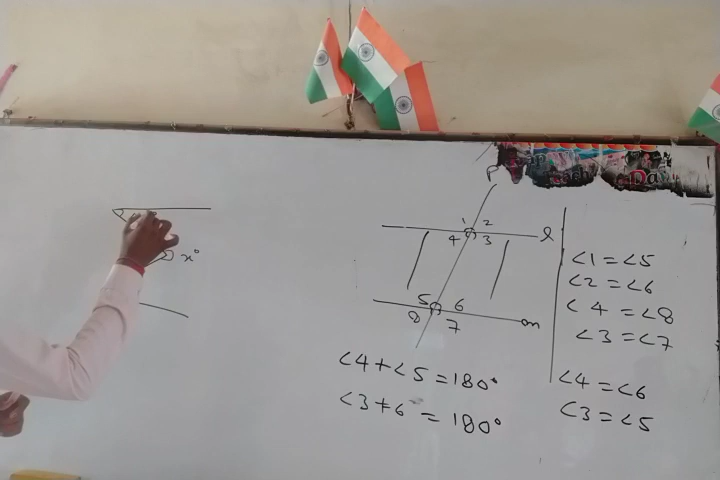 x°
P
1 2
4 3 l
5 6
8 7 m
∠1=∠5
∠2=∠6
∠4=∠8
∠3=∠7
∠4+∠5=180°
∠3+6=180°
∠4=∠6
∠3=∠5